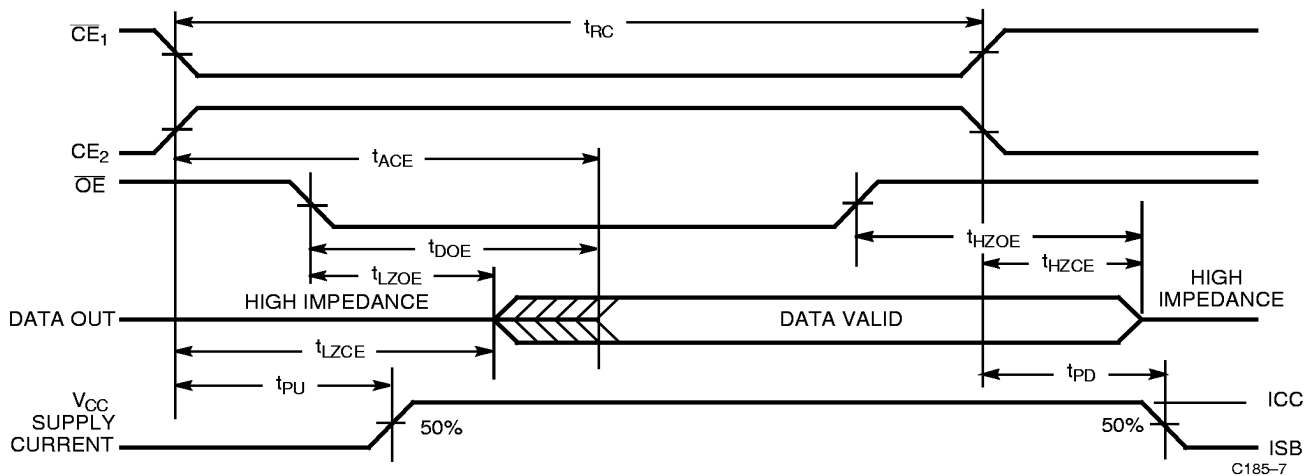 CE1
tRC
CE2
tACE
OE
tDOE
tHZOE
tLZOE
tHZCE
HIGH IMPEDANCE
HIGH
IMPEDANCE
DATA OUT
DATA VALID
tLZCE
tPU
tPD
VCC
SUPPLY
CURRENT
50%
50%
ICC
ISB
C185–7